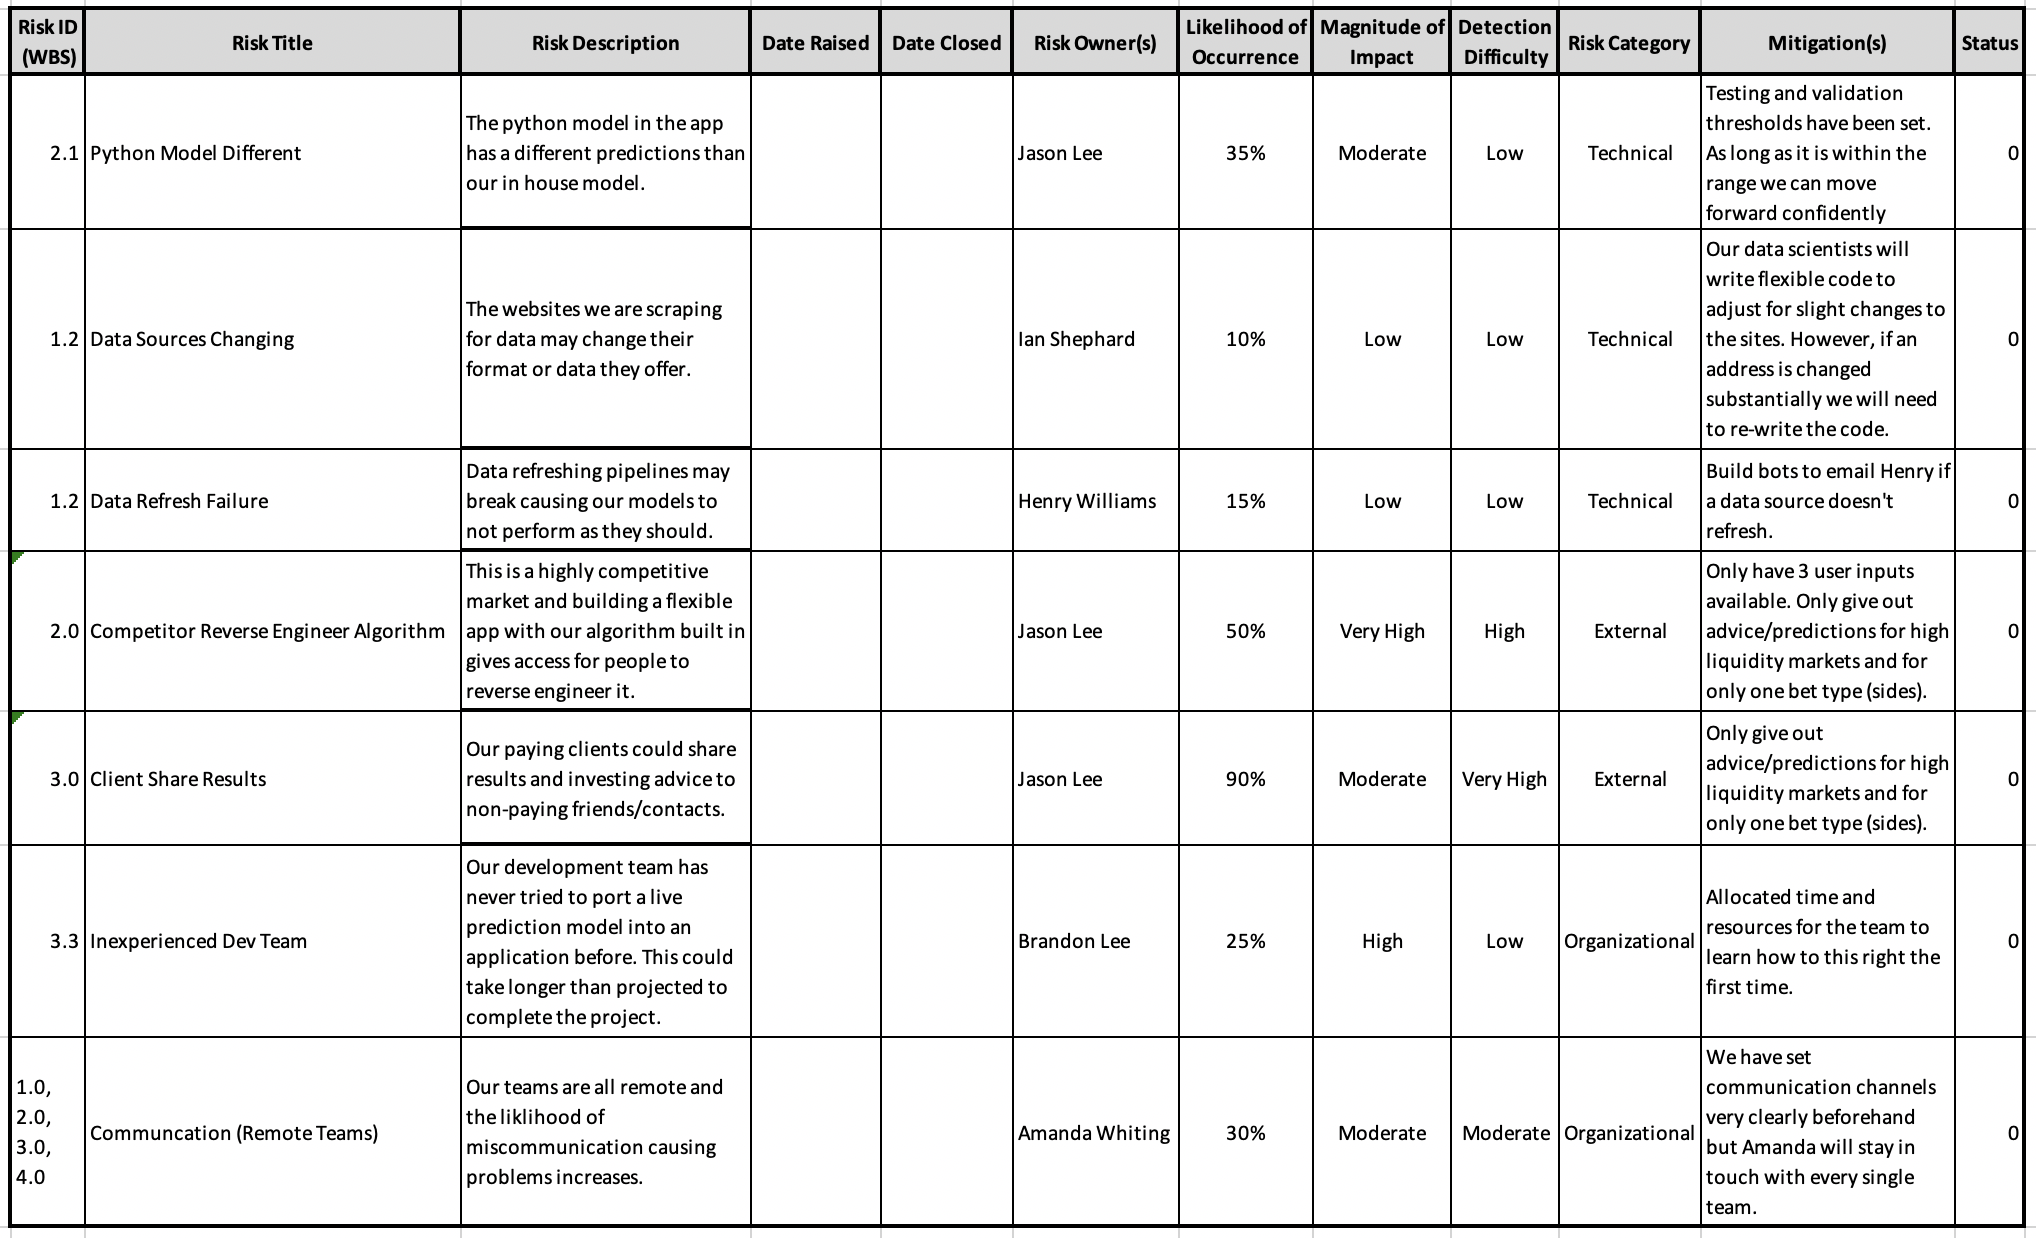 Risk ID (WBS) Risk Title Risk Description Date Raised Date Closed Risk Owner(s) Likelihood of Occurrence Magnitude of Impact Detection Difficulty Risk Category Mitigation(s) Status
2.1 Python Model Different
The python model in the app
has a different predictions than
our in house model.
Jason Lee 35% Moderate Low Technical
Testing and validation
thresholds have been set.
As long as it is within the
range we can move
forward confidently
0
1.2 Data Sources Changing
The websites we are scraping
for data may change their
format or data they offer.
Ian Shephard 10% Low Low Technical
Our data scientists will
write flexible code to
adjust for slight changes to
the sites. However, if an
address is changed
substantially we will need
to re-write the code.
0
1.2 Data Refresh Failure
Data refreshing pipelines may
break causing our models to
not perform as they should.
Henry Williams 15% Low Low Technical
Build bots to email Henry if
a data source doesn't
refresh.
0
2.0 Competitor Reverse Engineer Algorithm
This is a highly competitive
market and building a flexible
app with our algorithm built in
gives access for people to
reverse engineer it.
Jason Lee 50% Very High High External
Only have 3 user inputs
available. Only give out
advice/predictions for high
liquidity markets and for
only one bet type (sides).
0
3.0 Client Share Results
Our paying clients could share
results and investing advice to
non-paying friends/contacts.
Jason Lee 90% Moderate Very High External
Only give out
advice/predictions for high
liquidity markets and for
only one bet type (sides).
0
3.3 Inexperienced Dev Team
Our development team has
never tried to port a live
prediction model into an
application before. This could
take longer than projected to
complete the project.
Brandon Lee 25% High Low Organizational
Allocated time and
resources for the team to
learn how to this right the
first time.
0
1.0,
2.0,
3.0,
4.0
Communcation (Remote Teams)
Our teams are all remote and
the liklihood of
miscommunication causing
problems increases.
Amanda Whiting 30% Moderate Moderate Organizational
We have set
communication channels
very clearly beforehand
but Amanda will stay in
touch with every single
team.
0